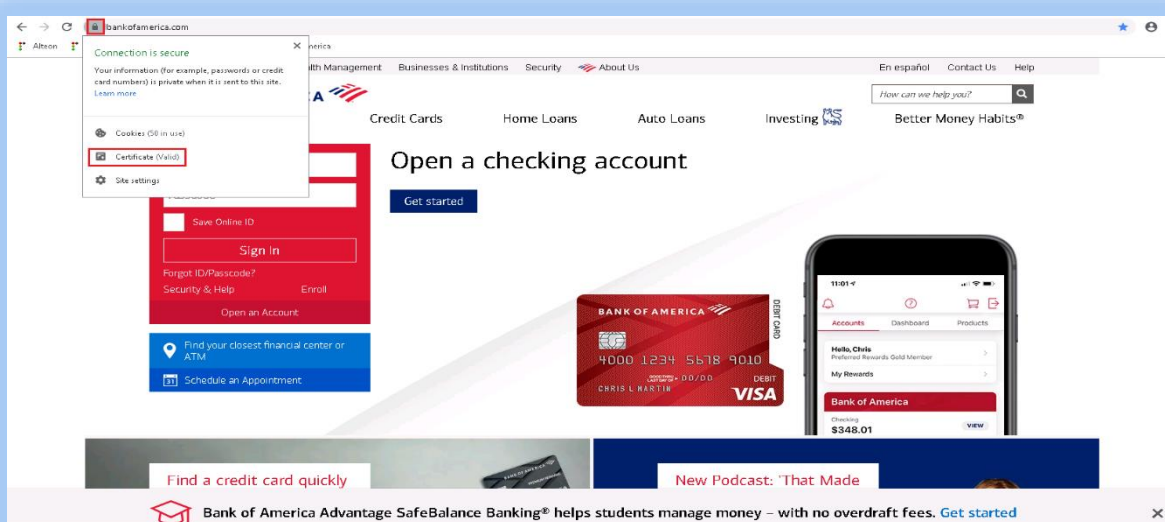 bankofamerica.com
Alteon
merica
Connection is secure
Your information (for example, passwords or credit
card numbers) is private when it is sent to this site.
Learn more
Cookies (58 in use)
Certificate (Valid)
Site settings
lth Management Businesses & Institutions Security About Us En español Contact Us Help
A
How can we help you?
Credit Cards Home Loans Auto Loans Investing Better Money Habits®
Open a checking account
Get started
Save Online ID
Sign In
Forgot ID/Passcode?
Security & Help Enroll
Open an Account
Find your closest financial center or
ATM
31 Schedule an Appointment
BANK OF AMERICA
DEBIT CARD
4000 1234 5678 9010
00/00 DEBIT
CHRIS L MARTIN VISA
11:01
Accounts Dashboard Products
Hello, Chris
Preferred Rewards Gold Member
My Rewards
Bank of America
Checking
$348.01 VIEW
Find a credit card quickly
New Podcast: 'That Made
Bank of America Advantage SafeBalance Banking® helps students manage money – with no overdraft fees. Get started